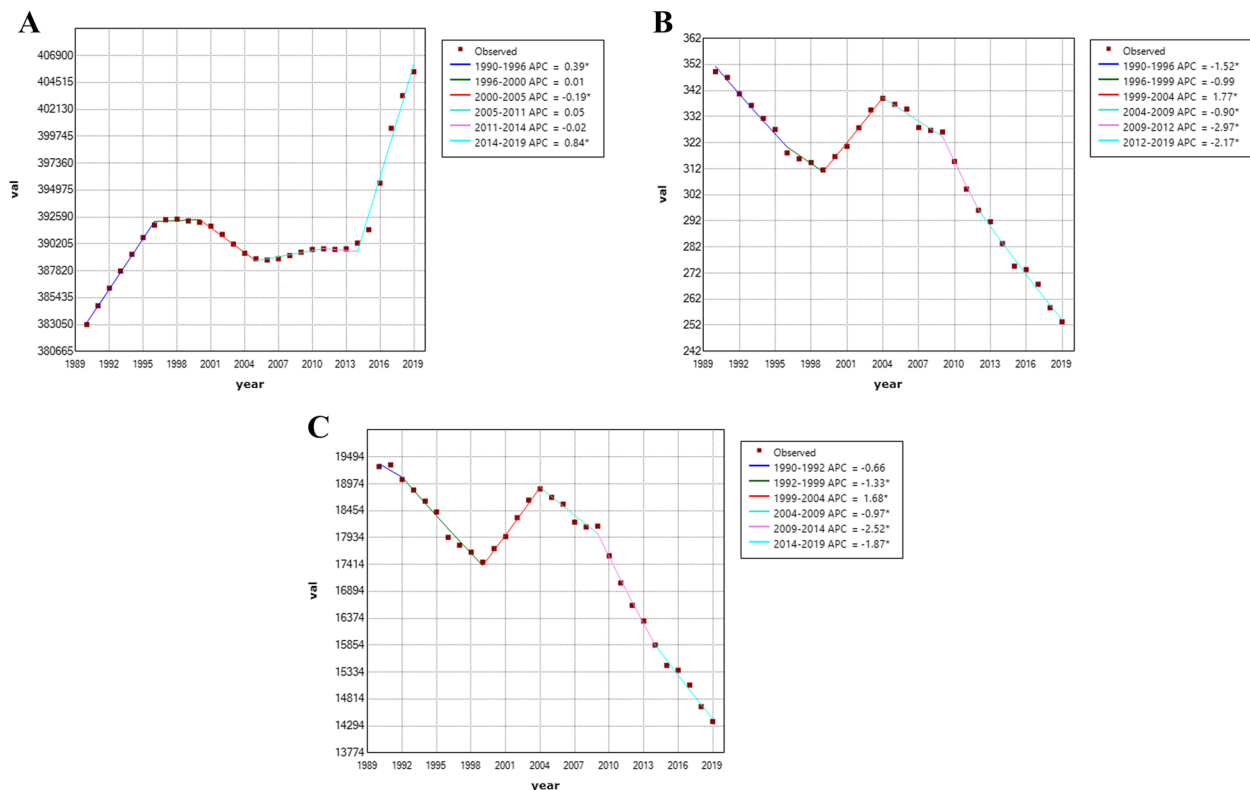 A
406900
404515
402130
399745
397360
394975
392590
390205
387820
385435
383050
380665
1989 1992 1995 1998 2001 2004 2007 2010 2013 2016 2019
val
year
Observed
1990-1996 APC = 0.39*
1996-2000 APC = 0.01
2000-2005 APC = -0.19*
2005-2011 APC = 0.05
2011-2014 APC = -0.02
2014-2019 APC = 0.84*
B
362
352
342
332
322
312
302
292
282
272
262
252
242
1989 1992 1995 1998 2001 2004 2007 2010 2013 2016 2019
val
year
Observed
1990-1996 APC = -1.52*
1996-1999 APC = -0.99
1999-2004 APC = 1.77*
2004-2009 APC = -0.90*
2009-2012 APC = -2.97*
2012-2019 APC = -2.17*
C
19494
18974
18454
17934
17414
16894
16374
15854
15334
14814
14294
13774
1989 1992 1995 1998 2001 2004 2007 2010 2013 2016 2019
val
year
Observed
1990-1992 APC = -0.66
1992-1999 APC = -1.33*
1999-2004 APC = 1.68*
2004-2009 APC = -0.97*
2009-2014 APC = -2.52*
2014-2019 APC = -1.87*